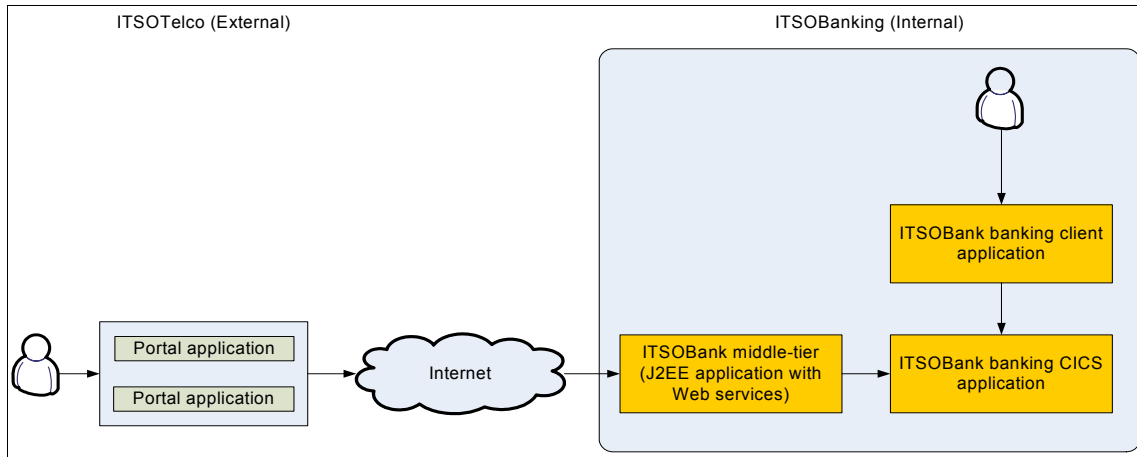 ITSOTelco (External)
ITSOBanking (Internal)
ITSOBank banking client
application
Portal application
Portal application
Internet
ITSOBank middle-tier
(J2EE application with
Web services)
ITSOBank banking CICS
application